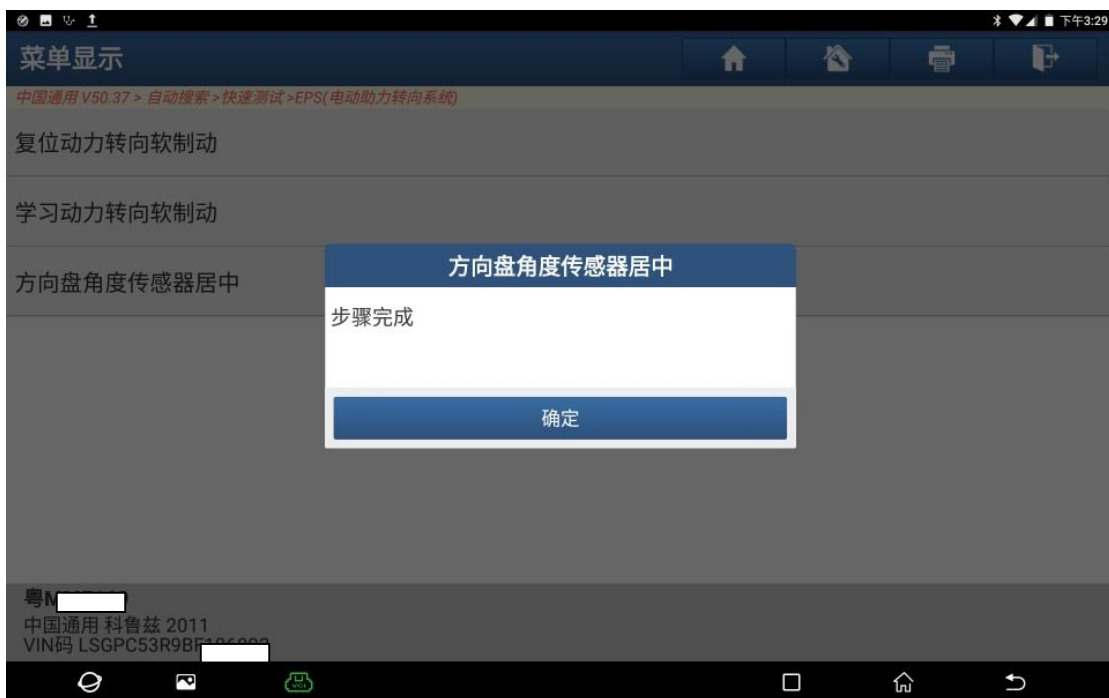 下午3:29
菜单显示
中国通用 V50.37 > 自动搜索 >快速测试 >EPS(电动助力转向系统)
复位动力转向软制动
学习动力转向软制动
方向盘角度传感器居中
方向盘角度传感器居中
步骤完成
确定
粤M
中国通用 科鲁兹 2011
VIN码 LSGPC53R9B
VCI